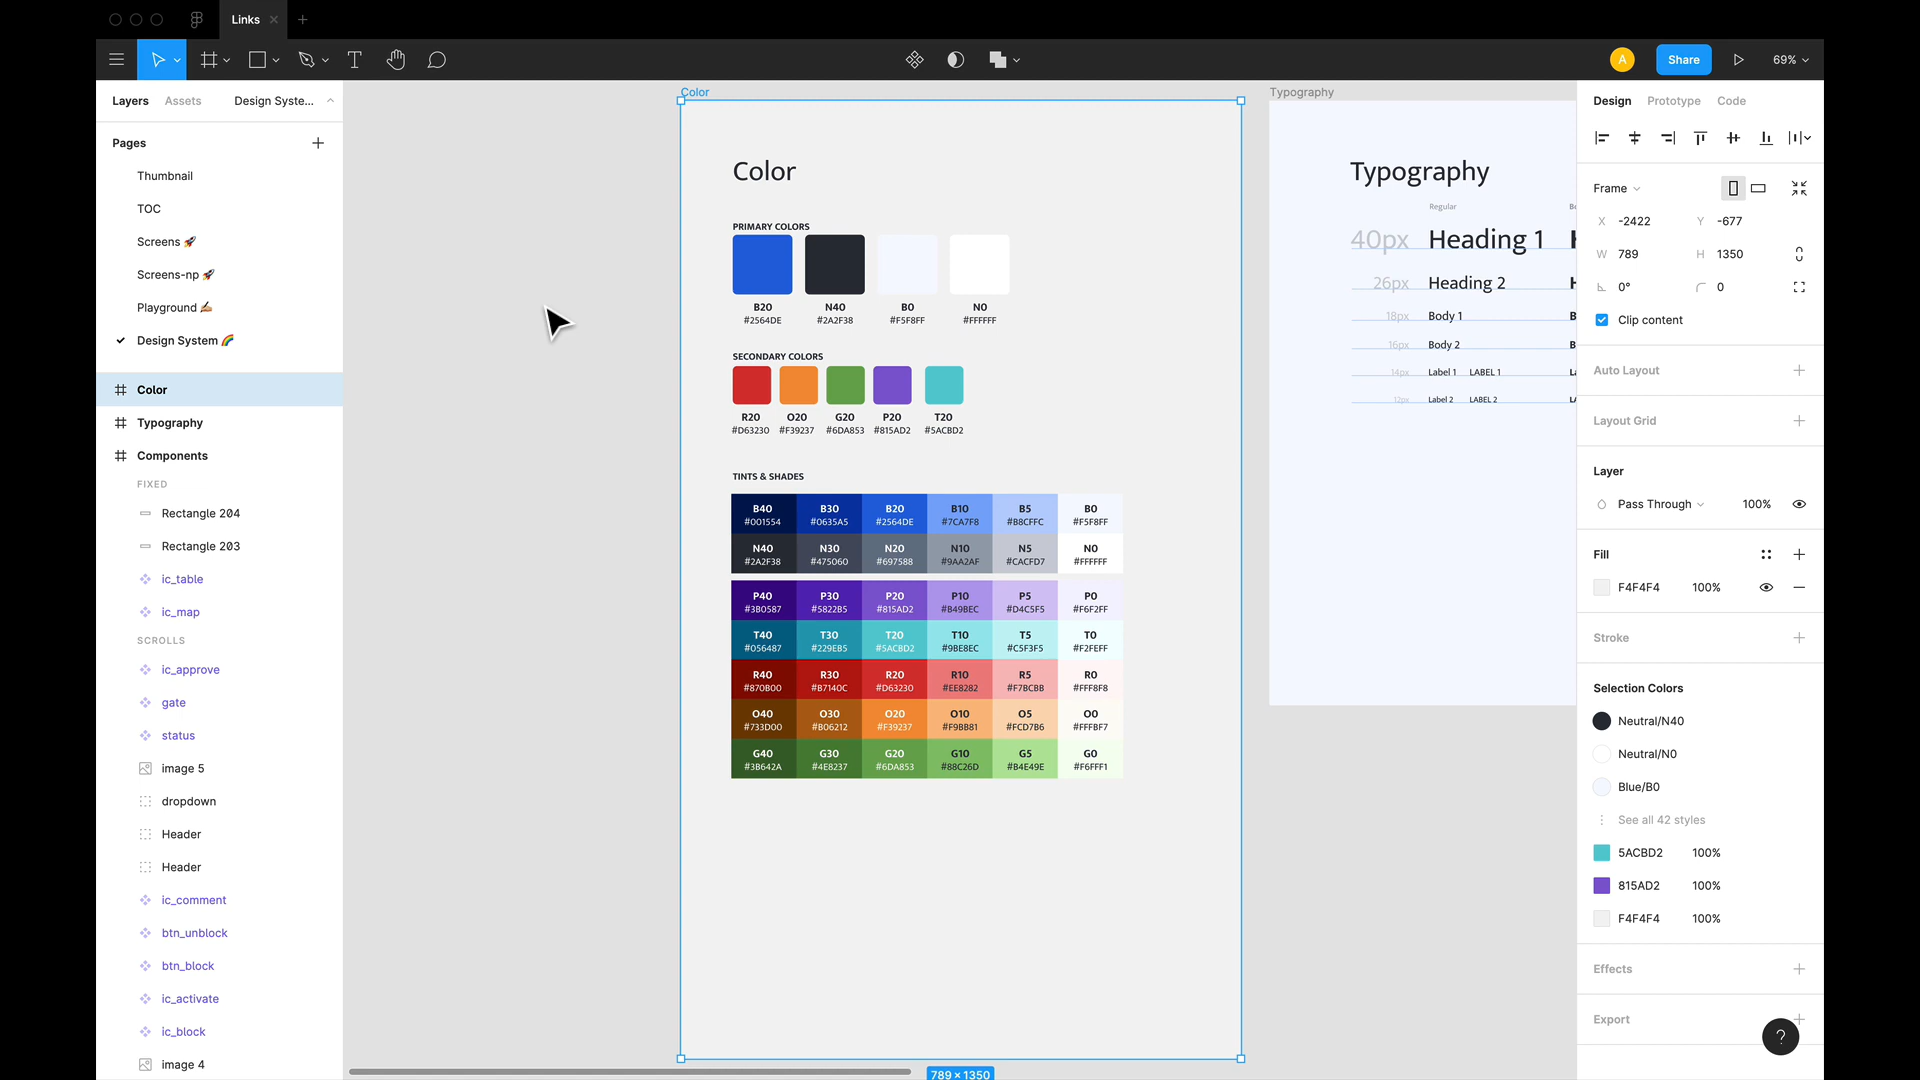 Links
A
Share
69%
Layers
Assets
Design Syste...
Pages
Thumbnail
TOC
Screens 🚀
Screens-np 🚀
Playground ✍🏼
Design System 🌈
Color
Typography
Components
FIXED
Rectangle 204
Rectangle 203
ic_table
ic_map
SCROLLS
ic_approve
gate
status
image 5
dropdown
Header
Header
ic_comment
btn_unblock
btn_block
ic_activate
ic_block
image 4
Color
Color
PRIMARY COLORS
B20 N40 B0 N0
#2564DE #2A2F38 #F5F8FF #FFFFFF
SECONDARY COLORS
R20 O20 G20 P20 T20
#D63230 #F39237 #6DA853 #815AD2 #5ACBD2
TINTS & SHADES
B40 B30 B20 B10 B5 B0
#001554 #0635A5 #2564DE #7CA7F8 #B8CFFC #F5F8FF
N40 N30 N20 N10 N5 N0
#2A2F38 #475060 #697588 #9AA2AF #CACFD7 #FFFFFF
P40 P30 P20 P10 P5 P0
#3B0587 #5822B5 #815AD2 #B49BEC #D4C5F5 #F6F2FF
T40 T30 T20 T10 T5 T0
#056487 #229EB5 #5ACBD2 #9BE8EC #C5F3F5 #F2FEFF
R40 R30 R20 R10 R5 R0
#870B00 #B7140C #D63230 #EE8282 #F7BCBB #FFF8F8
O40 O30 O20 O10 O5 O0
#733D00 #B06212 #F39237 #F9BB81 #FCD7B6 #FFFBF7
G40 G30 G20 G10 G5 G0
#3B642A #4E8237 #6DA853 #88C26D #B4E49E #F6FFF1
789 × 1350
Typography
Typography
Regular
40px Heading 1
26px Heading 2
18px Body 1
16px Body 2
14px Label 1 LABEL 1
12px Label 2 LABEL 2
Design
Prototype
Code
Frame
X -2422 Y -677
W 789 H 1350
0° 0
Clip content
Auto Layout
Layout Grid
Layer
Pass Through 100%
Fill
F4F4F4 100%
Stroke
Selection Colors
Neutral/N40
Neutral/N0
Blue/B0
See all 42 styles
5ACBD2 100%
815AD2 100%
F4F4F4 100%
Effects
Export
?